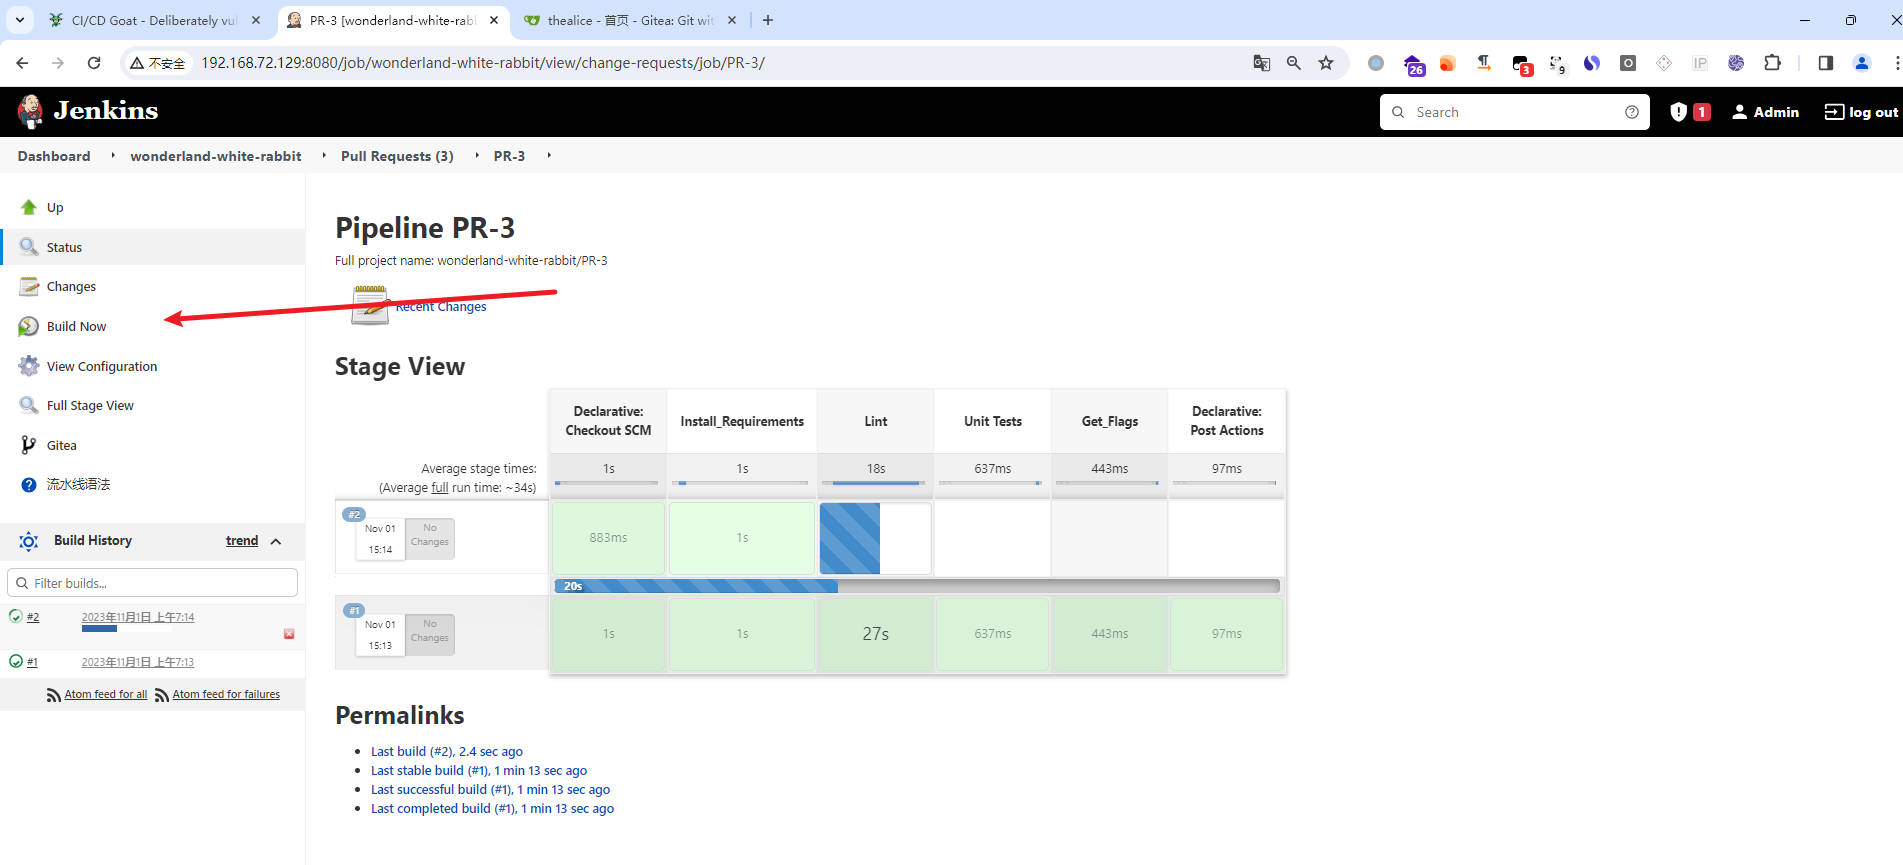 CI/CD Goat - Deliberately vul
PR-3 [wonderland-white-rabb
thealice - 首页 - Gitea: Git wit
不安全
192.168.72.129:8080/job/wonderland-white-rabbit/view/change-requests/job/PR-3/
26
3
9
IP
Jenkins
Search
1
Admin
log out
Dashboard
wonderland-white-rabbit
Pull Requests (3)
PR-3
Up
Status
Changes
Build Now
View Configuration
Full Stage View
Gitea
流水线语法
Build History
trend
Filter builds...
#2
2023年11月1日 上午7:14
#1
2023年11月1日 上午7:13
Atom feed for all
Atom feed for failures
Pipeline PR-3
Full project name: wonderland-white-rabbit/PR-3
Recent Changes
Stage View
Declarative:
Checkout SCM
Install_Requirements
Lint
Unit Tests
Get_Flags
Declarative:
Post Actions
Average stage times:
(Average full run time: ~34s)
1s
1s
18s
637ms
443ms
97ms
#2
Nov 01
15:14
No
Changes
883ms
1s
20s
#1
Nov 01
15:13
No
Changes
1s
1s
27s
637ms
443ms
97ms
Permalinks
Last build (#2), 2.4 sec ago
Last stable build (#1), 1 min 13 sec ago
Last successful build (#1), 1 min 13 sec ago
Last completed build (#1), 1 min 13 sec ago